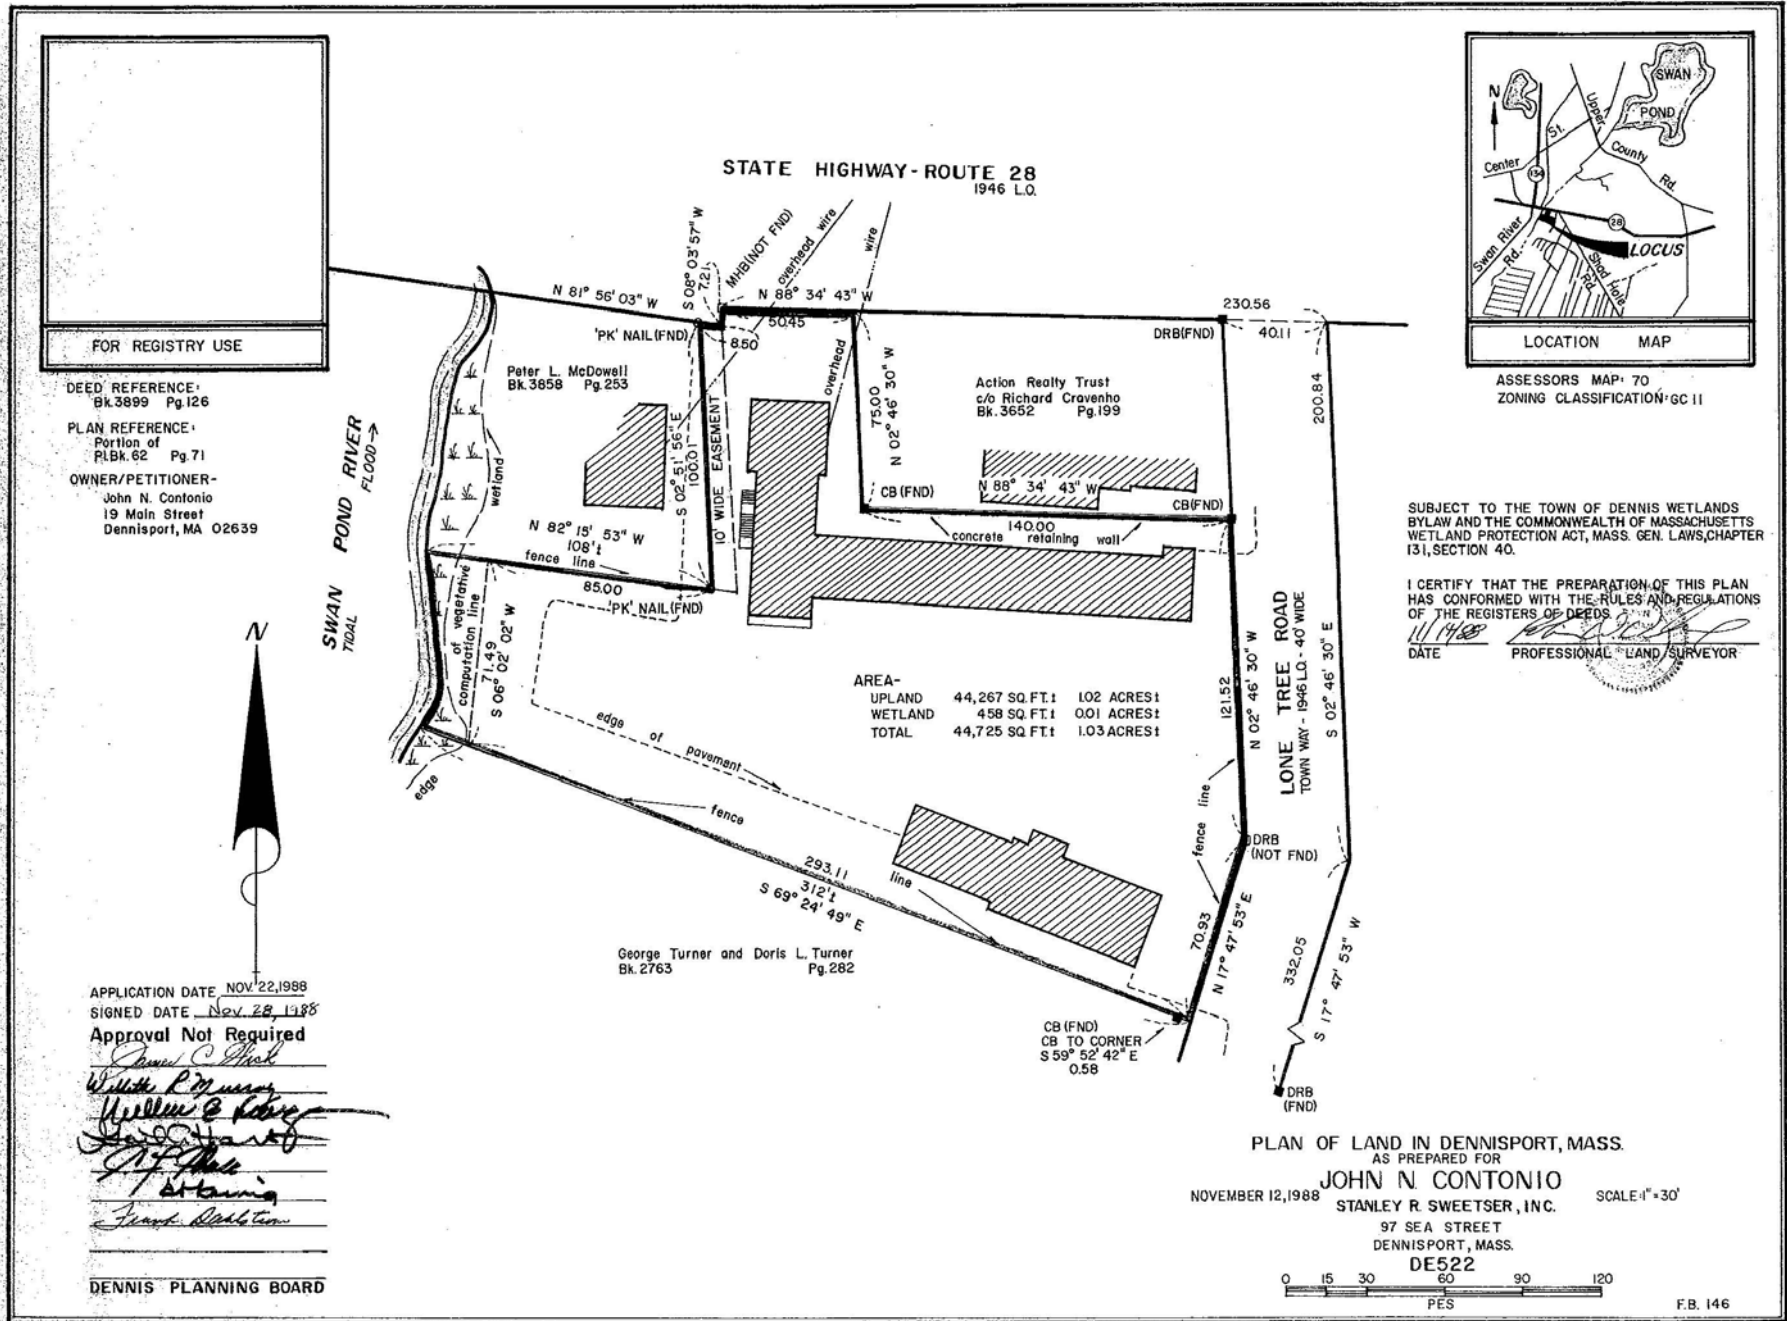 FOR REGISTRY USE
DEED REFERENCE:
Bk.3899 Pg.126
PLAN REFERENCE:
Portion of
Pl.Bk.62 Pg.71
OWNER/PETITIONER-
John N. Contonio
19 Main Street
Dennisport, MA 02639
STATE HIGHWAY-ROUTE 28
1946 L.O.
N 81° 56' 03" W
S 08° 03' 57" W
7.21
MHB(NOT FND)
overhead wire
overhead wire
N 88° 34' 43" W
50.45
8.50
'PK' NAIL(FND)
230.56
DRB(FND)
40.11
Peter L. McDowell
Bk.3858 Pg.253
Action Realty Trust
c/o Richard Cravenho
Bk.3652 Pg.199
75.00
N 02° 46' 30" W
200.84
S 02° 51' 56" E
100.01
10' WIDE EASEMENT
SWAN POND RIVER
TIDAL
FLOOD→
wetland
N 82° 15' 53" W
108'±
fence line
85.00
'PK' NAIL(FND)
CB (FND)
N 88° 34' 43" W
CB(FND)
140.00
concrete retaining wall
edge of vegetative
computation line
71.49
S 06° 02' 02" W
AREA-
UPLAND 44,267 SQ.FT.± 1.02 ACRES±
WETLAND 458 SQ.FT.± 0.01 ACRES±
TOTAL 44,725 SQ.FT.± 1.03 ACRES±
edge of pavement
fence line
293.11
312'±
S 69° 24' 49" E
121.52
N 02° 46' 30" W
fence line
LONE TREE ROAD
TOWN WAY - 1946 L.O. - 40' WIDE
S 02° 46' 30" E
DRB
(NOT FND)
70.93
N 17° 47' 53" E
332.05
S 17° 47' 53" W
George Turner and Doris L. Turner
Bk.2763 Pg.282
CB (FND)
CB TO CORNER
S 59° 52' 42" E
0.58
DRB
(FND)
N
N
SWAN
POND
Center St.
Upper County Rd.
134
28
Swan River Rd.
Shad Hole Rd.
LOCUS
LOCATION MAP
ASSESSORS MAP: 70
ZONING CLASSIFICATION: GC II
SUBJECT TO THE TOWN OF DENNIS WETLANDS
BYLAW AND THE COMMONWEALTH OF MASSACHUSETTS
WETLAND PROTECTION ACT, MASS. GEN. LAWS,CHAPTER
131,SECTION 40.
I CERTIFY THAT THE PREPARATION OF THIS PLAN
HAS CONFORMED WITH THE RULES AND REGULATIONS
OF THE REGISTERS OF DEEDS.
11/14/88
DATE PROFESSIONAL LAND SURVEYOR
APPLICATION DATE NOV. 22,1988
SIGNED DATE Nov. 28, 1988
Approval Not Required
DENNIS PLANNING BOARD
PLAN OF LAND IN DENNISPORT, MASS.
AS PREPARED FOR
JOHN N. CONTONIO
NOVEMBER 12,1988 SCALE:1"=30'
STANLEY R. SWEETSER, INC.
97 SEA STREET
DENNISPORT, MASS.
DE522
0 15 30 60 90 120
PES
F.B. 146